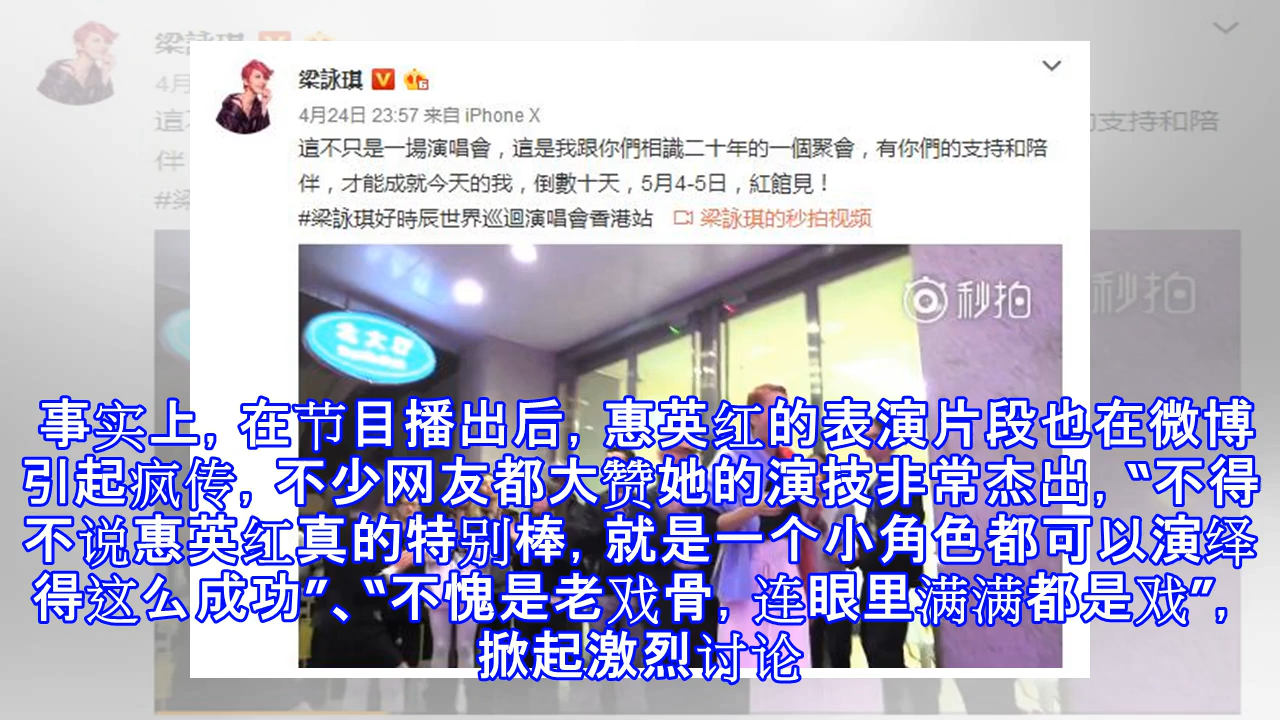 梁詠琪
4月24日 23:57 来自 iPhone X
這不只是一場演唱會，這是我跟你們相識二十年的一個聚會，有你們的支持和陪
伴，才能成就今天的我，倒數十天，5月4-5日，紅館見！
#梁詠琪好時辰世界巡迴演唱會香港站 梁詠琪的秒拍视频
秒拍
北大
事实上, 在节目播出后, 惠英红的表演片段也在微博
引起疯传, 不少网友都大赞她的演技非常杰出, “不得
不说惠英红真的特别棒, 就是一个小角色都可以演绎
得这么成功”、“不愧是老戏骨, 连眼里满满都是戏”,
掀起激烈讨论